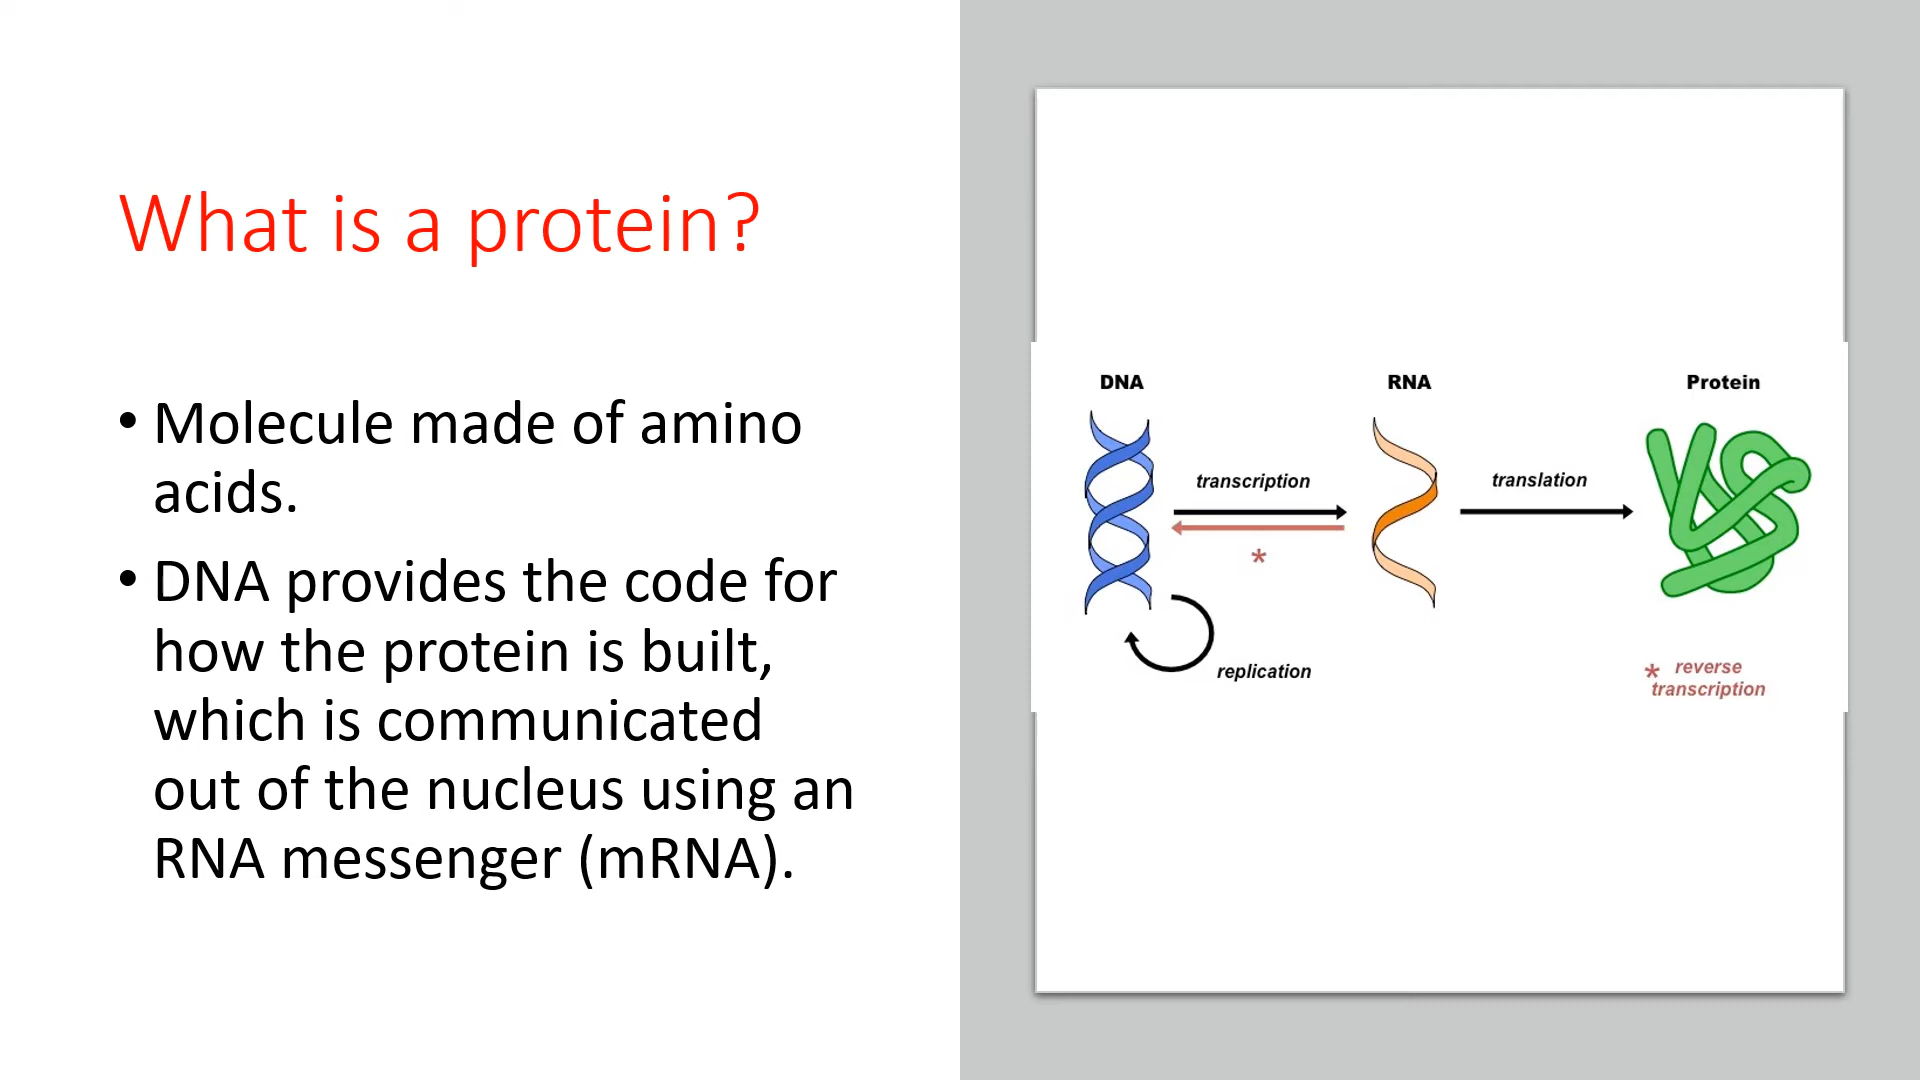 What is a protein?
• Molecule made of amino
acids.
• DNA provides the code for
how the protein is built,
which is communicated
out of the nucleus using an
RNA messenger (mRNA).
DNA
RNA
Protein
transcription
translation
*
replication
* reverse
transcription